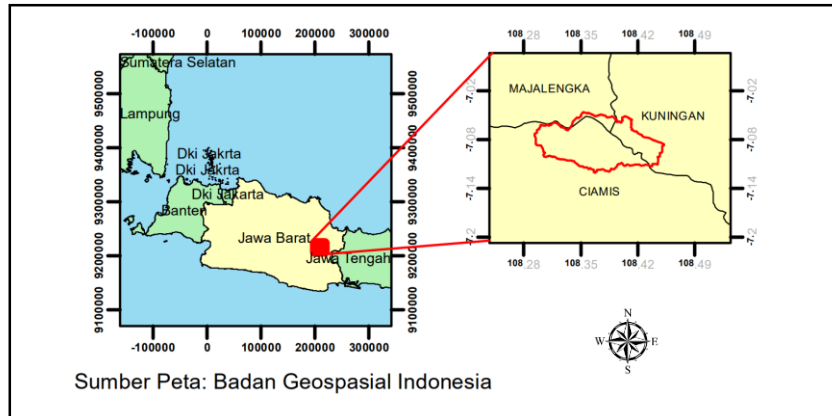 -100000 0 100000 200000 300000
108.28 108.35 108.42 108.49
Sumatera Selatan
Lampung
Dki Jakrta
Dki Jakrta
Dki Jakarta
Banten
Jawa Barat
Jawa Tengah
9500000
9400000
9300000
9200000
9100000
9500000
9400000
9300000
9200000
9100000
-100000 0 100000 200000 300000
MAJALENGKA
KUNINGAN
CIAMIS
-7.02
-7.08
-7.14
-7.2
-7.02
-7.08
-7.14
-7.2
108.28 108.35 108.42 108.49
N
W E
S
Sumber Peta: Badan Geospasial Indonesia